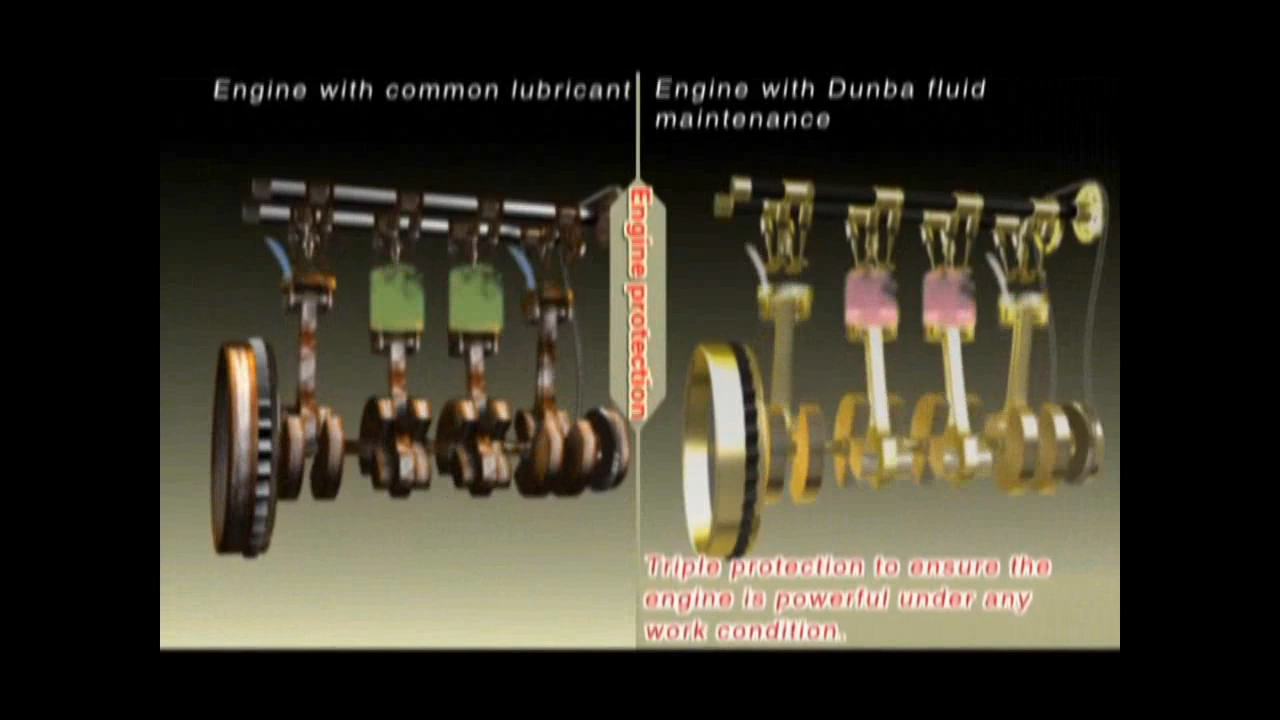 Engine with common lubricant
Engine with Dunba fluid
maintenance
Engine protection
Triple protection to ensure the
engine is powerful under any
work condition.